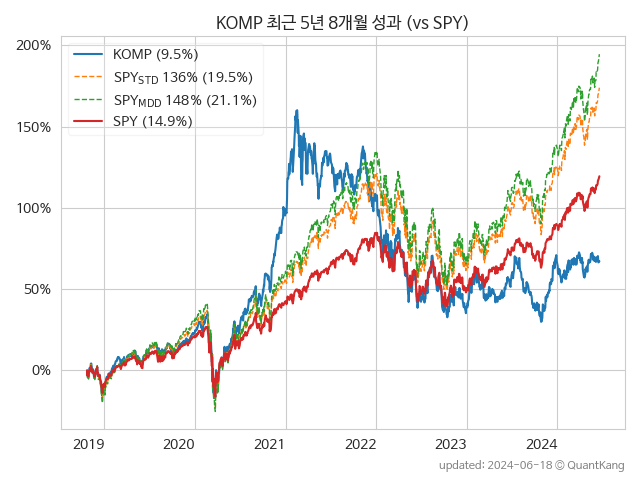 KOMP 최근 5년 8개월 성과 (vs SPY)
KOMP (9.5%)
SPY_STD 136% (19.5%)
SPY_MDD 148% (21.1%)
SPY (14.9%)
200%
150%
100%
50%
0%
2019 2020 2021 2022 2023 2024
updated: 2024-06-18 © QuantKang